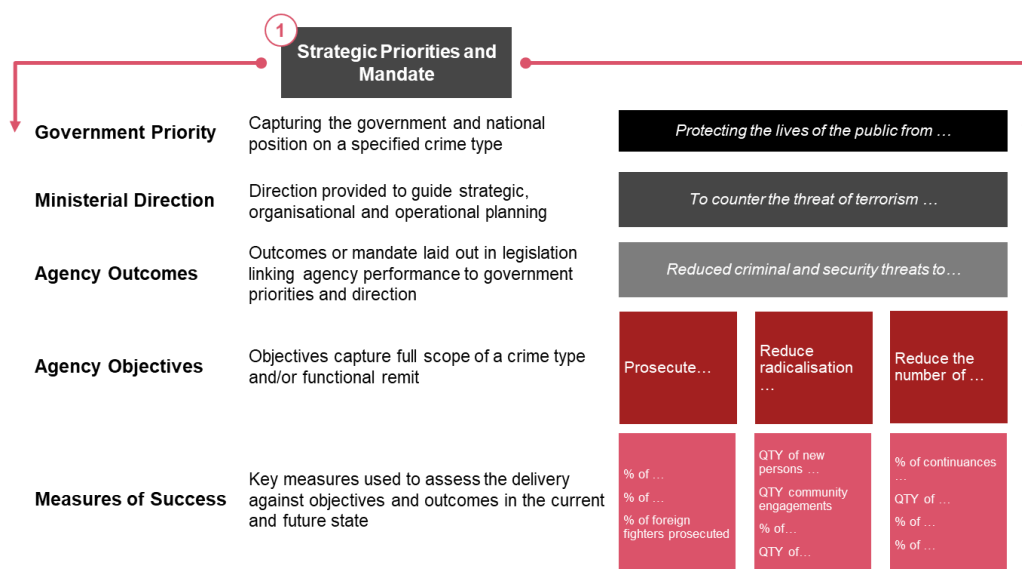 1
Strategic Priorities and
Mandate
Government Priority
Capturing the government and national
position on a specified crime type
Protecting the lives of the public from …
Ministerial Direction
Direction provided to guide strategic,
organisational and operational planning
To counter the threat of terrorism …
Agency Outcomes
Outcomes or mandate laid out in legislation
linking agency performance to government
priorities and direction
Reduced criminal and security threats to…
Agency Objectives
Objectives capture full scope of a crime type
and/or functional remit
Prosecute…
Reduce
radicalisation
…
Reduce the
number of …
Measures of Success
Key measures used to assess the delivery
against objectives and outcomes in the current
and future state
% of …
% of …
% of foreign
fighters prosecuted
QTY of new
persons …
QTY community
engagements
% of…
QTY of…
% of continuances
…
QTY of …
% of …
% of …